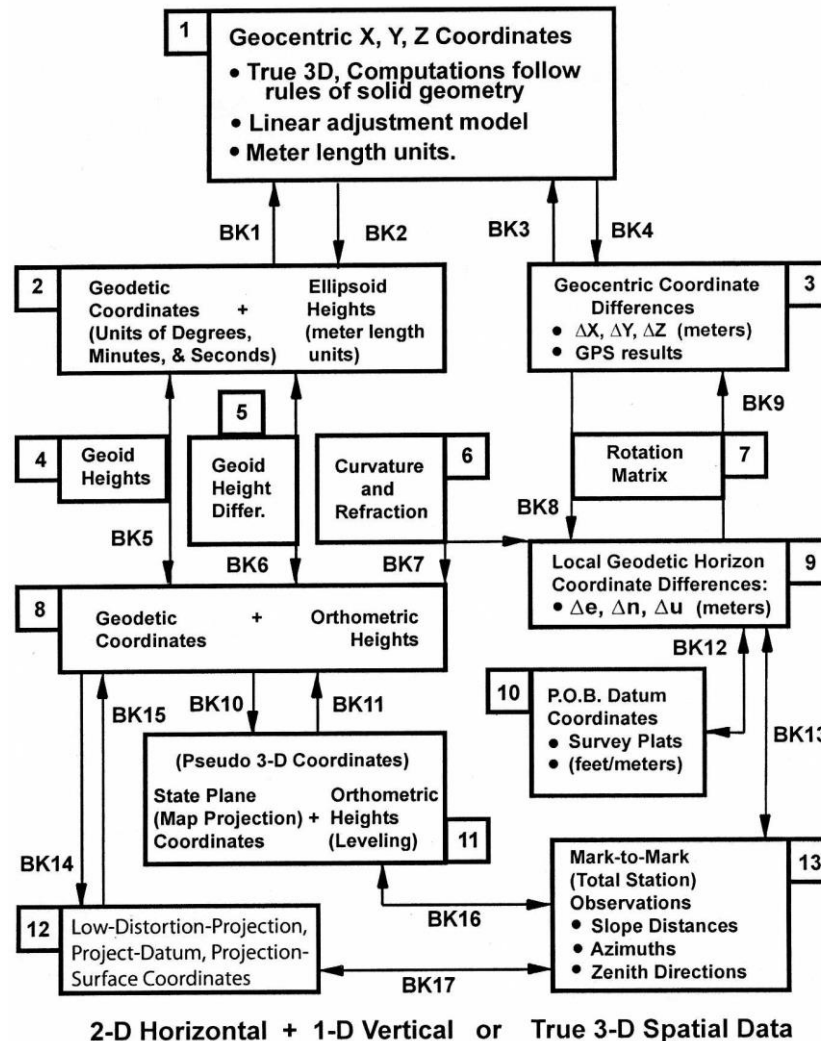 1
Geocentric X, Y, Z Coordinates
• True 3D, Computations follow
rules of solid geometry
• Linear adjustment model
• Meter length units.
BK1
BK2
BK3
BK4
2
Geodetic
Coordinates +
(Units of Degrees,
Minutes, & Seconds)
Ellipsoid
Heights
(meter length
units)
3
Geocentric Coordinate
Differences
• ΔX, ΔY, ΔZ (meters)
• GPS results
4
Geoid
Heights
5
Geoid
Height
Differ.
6
Curvature
and
Refraction
7
Rotation
Matrix
BK5
BK6
BK7
BK8
BK9
8
Geodetic
Coordinates
+
Orthometric
Heights
9
Local Geodetic Horizon
Coordinate Differences:
• Δe, Δn, Δu (meters)
BK10
BK11
BK12
BK13
BK15
10
P.O.B. Datum
Coordinates
• Survey Plats
• (feet/meters)
11
(Pseudo 3-D Coordinates)
State Plane
(Map Projection) +
Coordinates
Orthometric
Heights
(Leveling)
BK14
BK16
BK17
12
Low-Distortion-Projection,
Project-Datum, Projection-
Surface Coordinates
13
Mark-to-Mark
(Total Station)
Observations
• Slope Distances
• Azimuths
• Zenith Directions
2-D Horizontal + 1-D Vertical or True 3-D Spatial Data